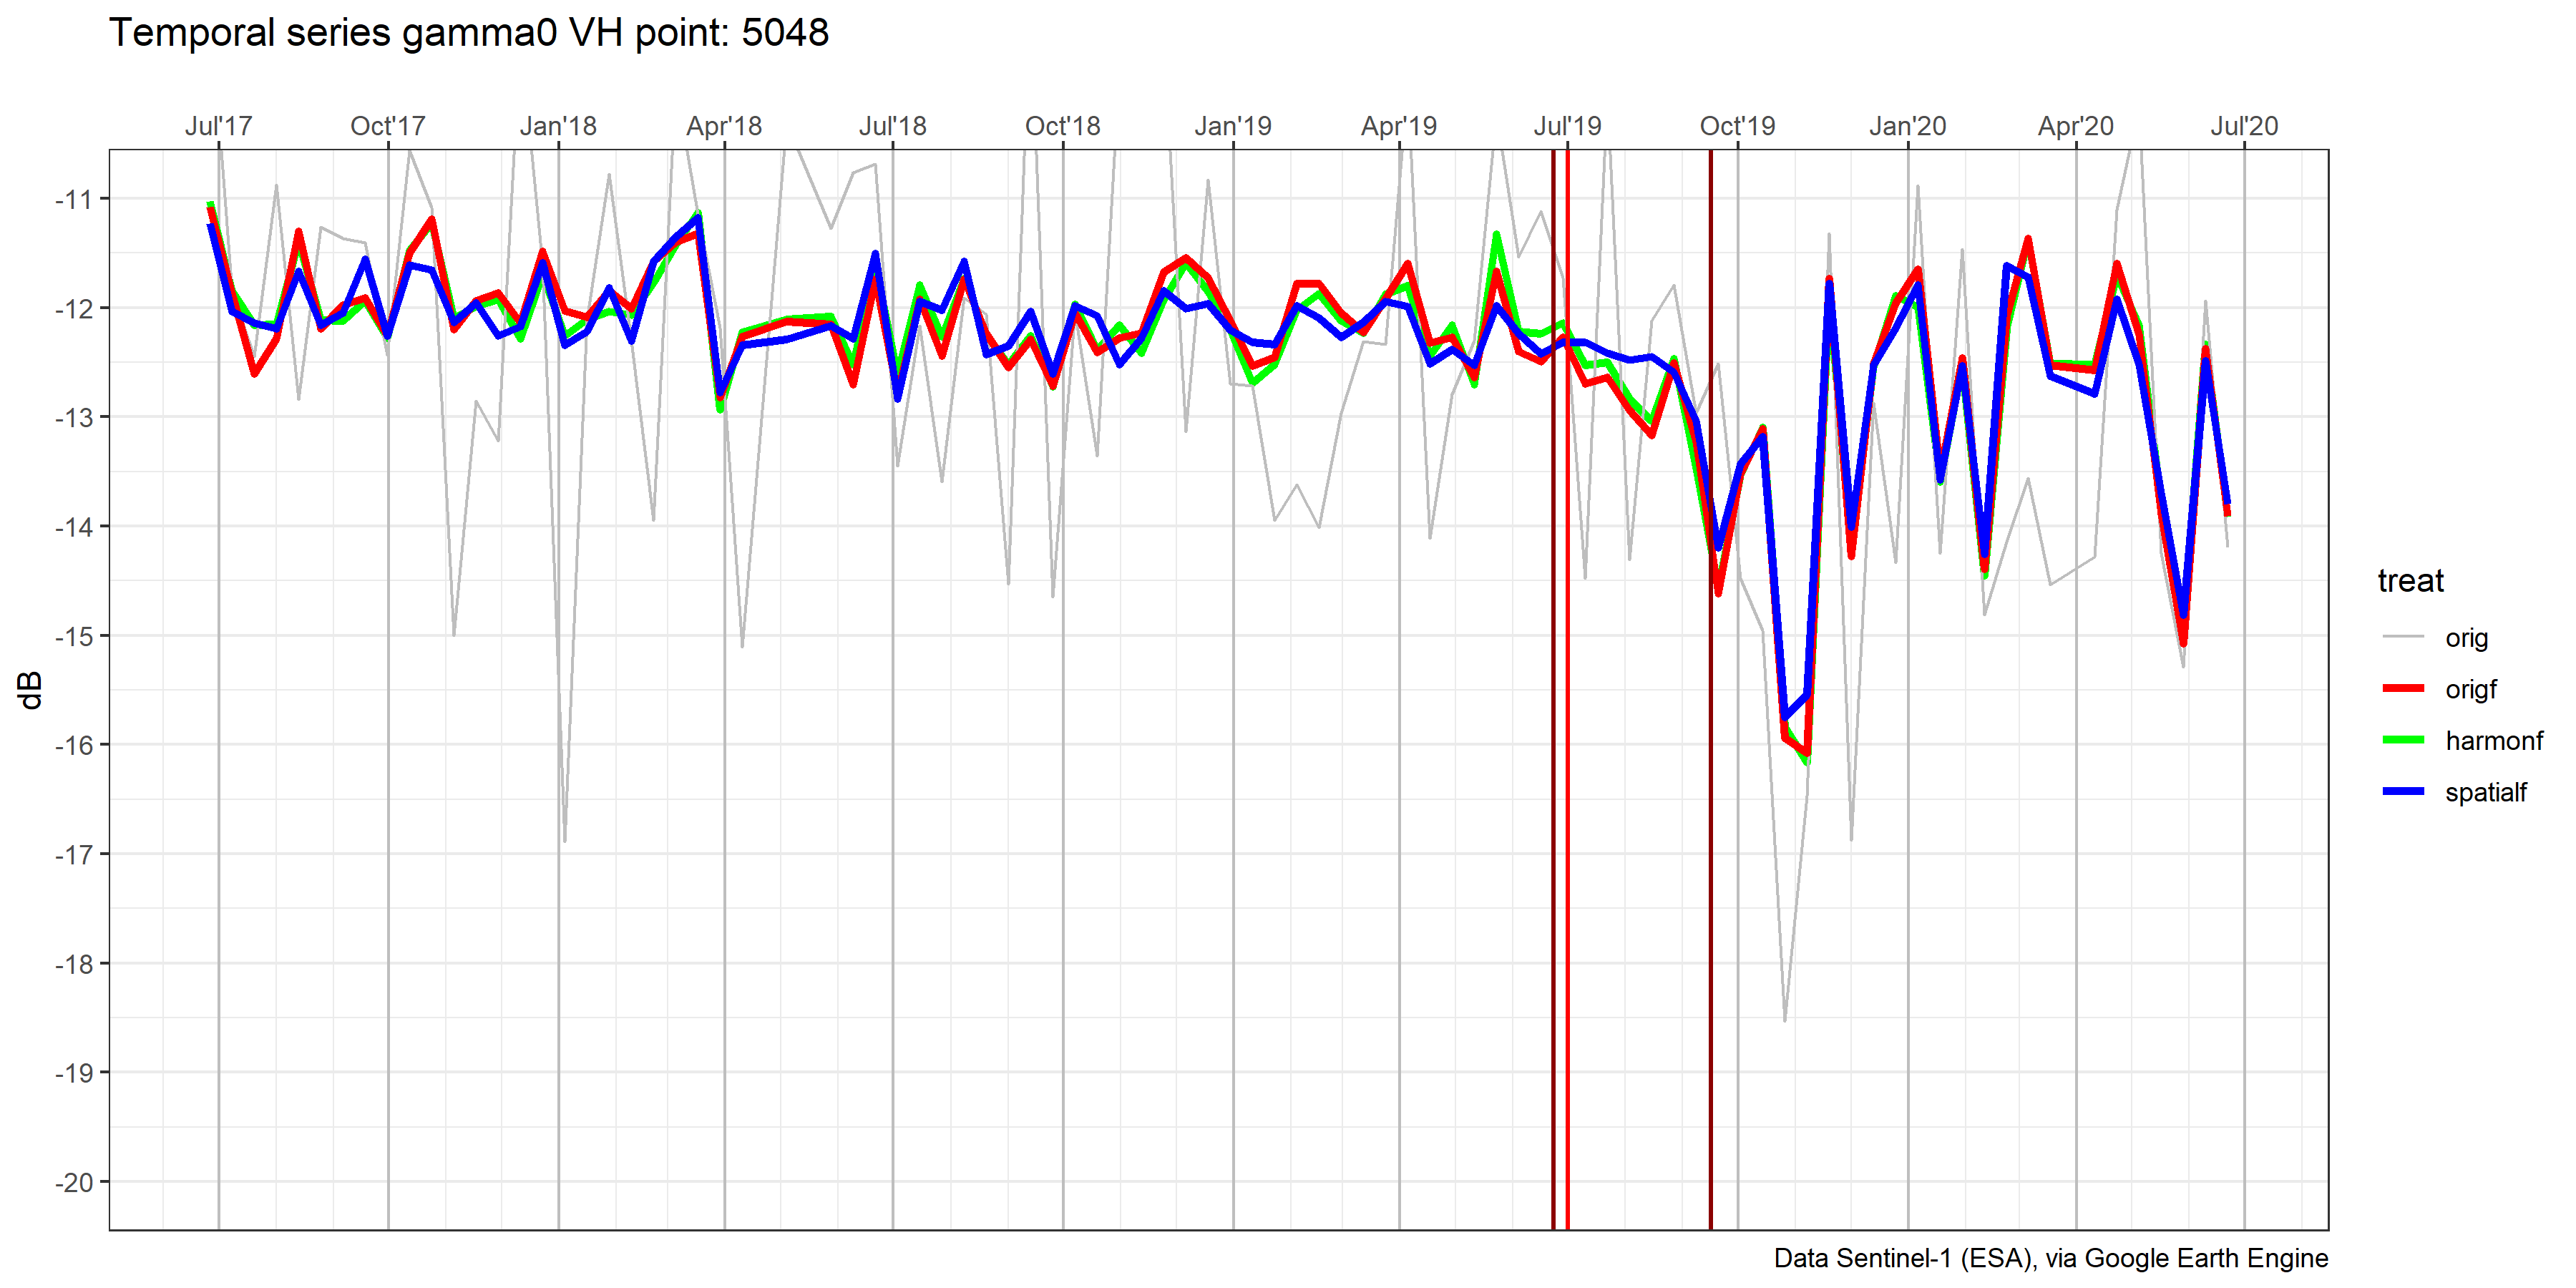 Temporal series gamma0 VH point: 5048
Jul'17 Oct'17 Jan'18 Apr'18 Jul'18 Oct'18 Jan'19 Apr'19 Jul'19 Oct'19 Jan'20 Apr'20 Jul'20
-11
-12
-13
-14
-15
-16
-17
-18
-19
-20
dB
treat
orig
origf
harmonf
spatialf
Data Sentinel-1 (ESA), via Google Earth Engine